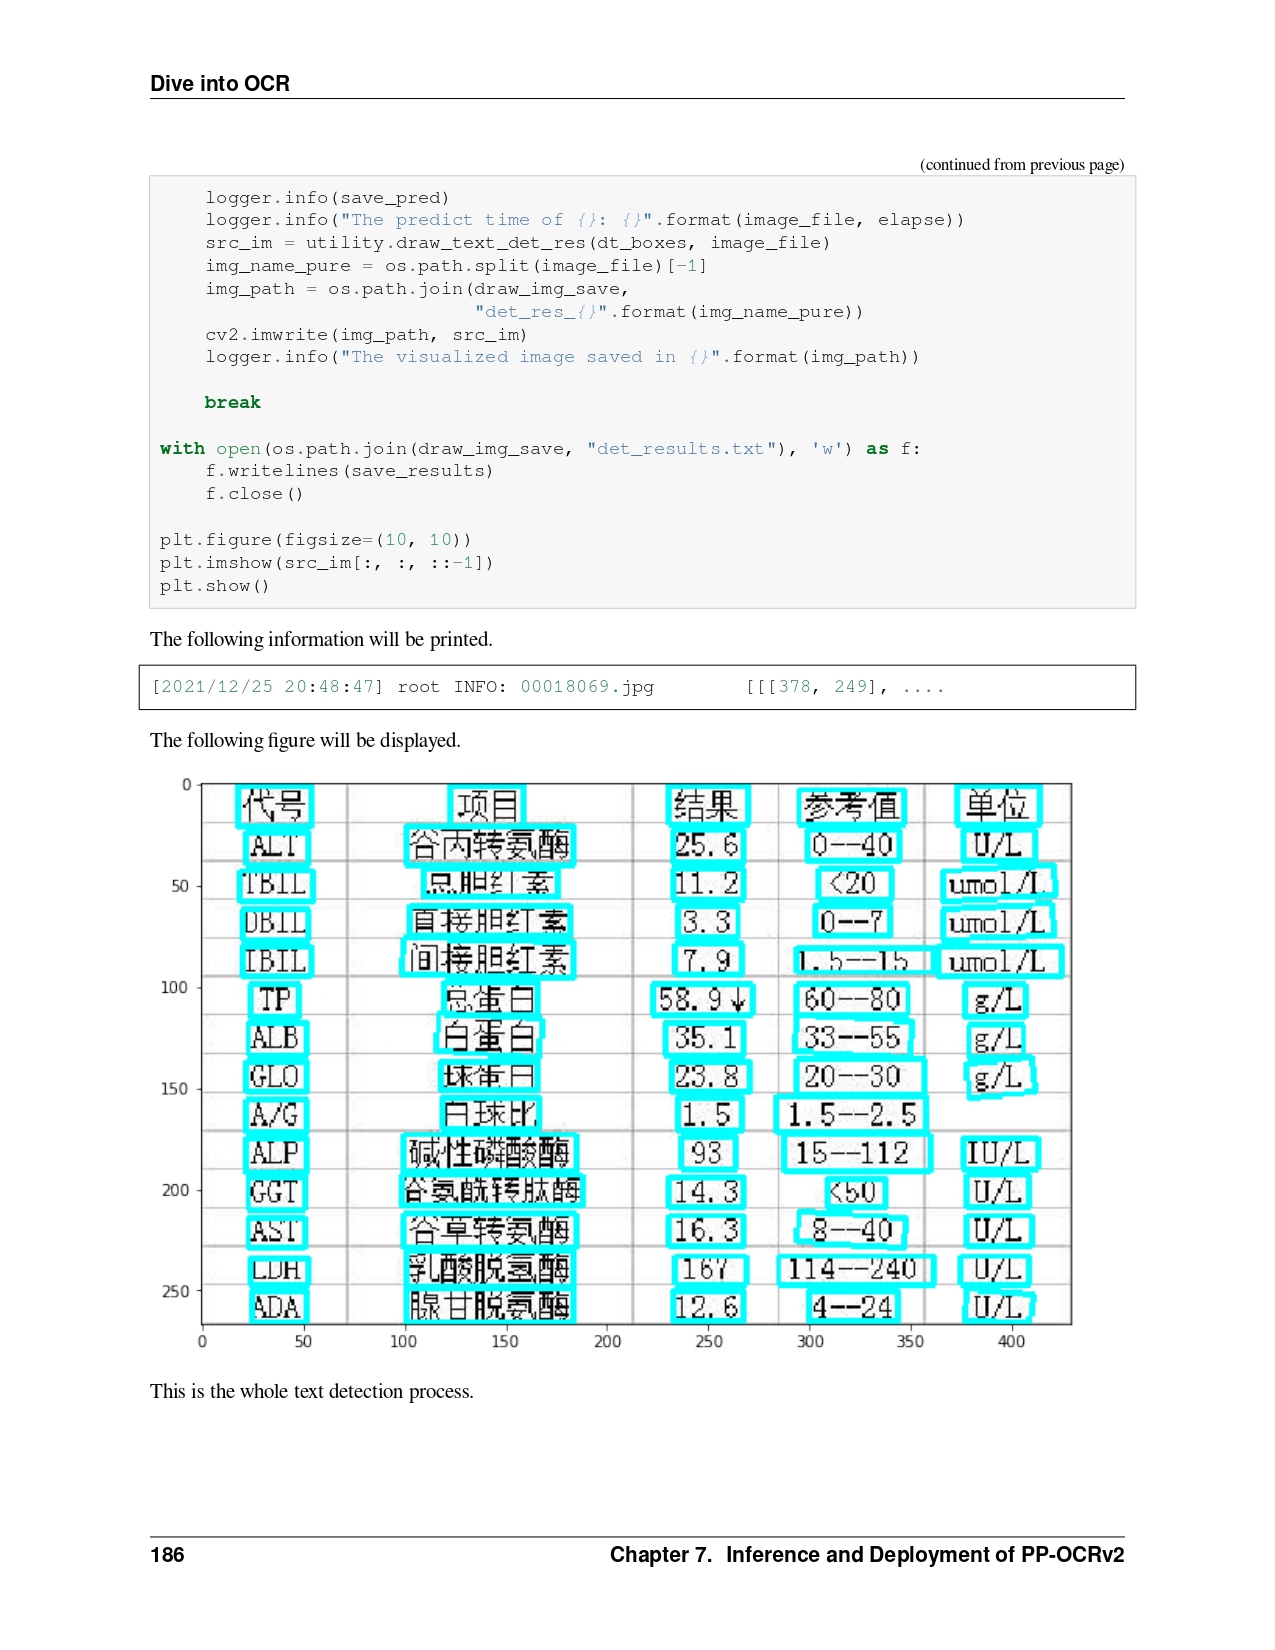 Dive into OCR
(continued from previous page)
logger.info(save_pred)
logger.info("The predict time of {}: {}".format(image_file, elapse))
src_im = utility.draw_text_det_res(dt_boxes, image_file)
img_name_pure = os.path.split(image_file)[-1]
img_path = os.path.join(draw_img_save,
"det_res_{}".format(img_name_pure))
cv2.imwrite(img_path, src_im)
logger.info("The visualized image saved in {}".format(img_path))
break
with open(os.path.join(draw_img_save, "det_results.txt"), 'w') as f:
f.writelines(save_results)
f.close()
plt.figure(figsize=(10, 10))
plt.imshow(src_im[:, :, ::-1])
plt.show()
The following information will be printed.
[2021/12/25 20:48:47] root INFO: 00018069.jpg [[[378, 249], ....
The following figure will be displayed.
0 代号 项目 结果 参考值 单位
ALT 谷丙转氨酶 25.6 0--40 U/L
50 TBIL 总胆红素 11.2 <20 umol/L
DBIL 直接胆红素 3.3 0--7 umol/L
IBIL 间接胆红素 7.9 1.5--15 umol/L
100 TP 总蛋白 58.9↓ 60--80 g/L
ALB 白蛋白 35.1 33--55 g/L
150 GLO 球蛋白 23.8 20--30 g/L
A/G 白球比 1.5 1.5--2.5
ALP 碱性磷酸酶 93 15--112 IU/L
200 GGT 谷氨酰转肽酶 14.3 <50 U/L
AST 谷草转氨酶 16.3 8--40 U/L
LDH 乳酸脱氢酶 167 114--240 U/L
250 ADA 腺甘脱氨酶 12.6 4--24 U/L
0 50 100 150 200 250 300 350 400
This is the whole text detection process.
186 Chapter 7. Inference and Deployment of PP-OCRv2